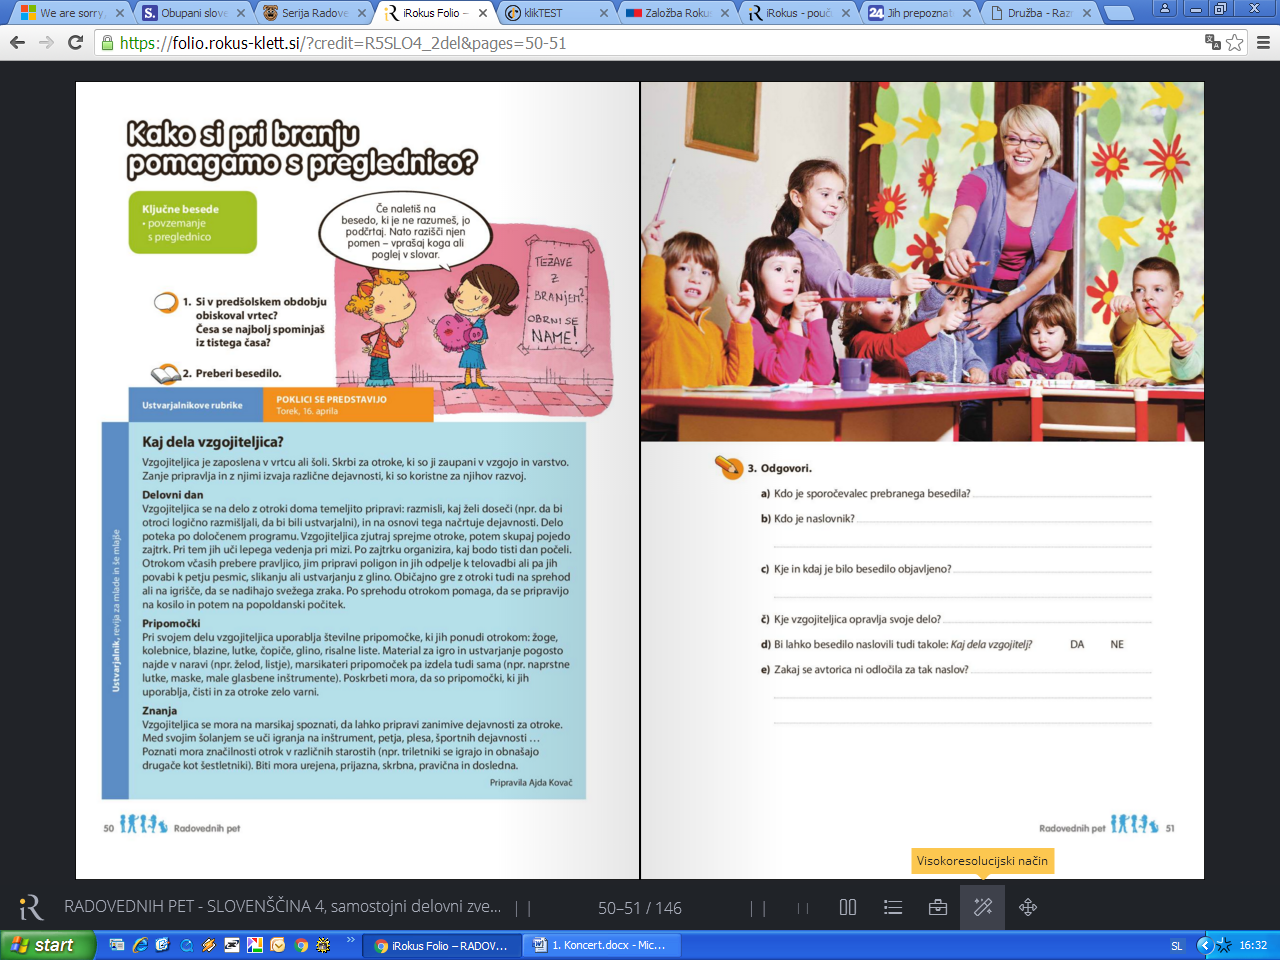 We are sorry,
Obupani slove
Serija Radove
iRokus Folio –
klikTEST
Založba Roku
iRokus - pouč
Jih prepoznat
Družba - Razr
https://folio.rokus-klett.si/?credit=R5SLO4_2del&pages=50-51
Kako si pri branju
pomagamo s preglednico?
Ključne besede
• povzemanje
s preglednico
Če naletiš na
besedo, ki je ne razumeš, jo
podčrtaj. Nato razišči njen
pomen – vprašaj koga ali
poglej v slovar.
TEŽAVE
Z
BRANJEM?
OBRNI SE
NAME!
1. Si v predšolskem obdobju
obiskoval vrtec?
Česa se najbolj spominjaš
iz tistega časa?
2. Preberi besedilo.
Ustvarjalnikove rubrike
POKLICI SE PREDSTAVIJO
Torek, 16. aprila
Ustvarjalnik, revija za mlade in še mlajše
Kaj dela vzgojiteljica?
Vzgojiteljica je zaposlena v vrtcu ali šoli. Skrbi za otroke, ki so ji zaupani v vzgojo in varstvo.
Zanje pripravlja in z njimi izvaja različne dejavnosti, ki so koristne za njihov razvoj.
Delovni dan
Vzgojiteljica se na delo z otroki doma temeljito pripravi: razmisli, kaj želi doseči (npr. da bi
otroci logično razmišljali, da bi bili ustvarjalni), in na osnovi tega načrtuje dejavnosti. Delo
poteka po določenem programu. Vzgojiteljica zjutraj sprejme otroke, potem skupaj pojedo
zajtrk. Pri tem jih uči lepega vedenja pri mizi. Po zajtrku organizira, kaj bodo tisti dan počeli.
Otrokom včasih prebere pravljico, jim pripravi poligon in jih odpelje k telovadbi ali pa jih
povabi k petju pesmic, slikanju ali ustvarjanju z glino. Običajno gre z otroki tudi na sprehod
ali na igrišče, da se nadihajo svežega zraka. Po sprehodu otrokom pomaga, da se pripravijo
na kosilo in potem na popoldanski počitek.
Pripomočki
Pri svojem delu vzgojiteljica uporablja številne pripomočke, ki jih ponudi otrokom: žoge,
kolebnice, blazine, lutke, čopiče, glino, risalne liste. Material za igro in ustvarjanje pogosto
najde v naravi (npr. želod, listje), marsikateri pripomoček pa izdela tudi sama (npr. naprstne
lutke, maske, male glasbene inštrumente). Poskrbeti mora, da so pripomočki, ki jih
uporablja, čisti in za otroke zelo varni.
Znanja
Vzgojiteljica se mora na marsikaj spoznati, da lahko pripravi zanimive dejavnosti za otroke.
Med svojim šolanjem se uči igranja na inštrument, petja, plesa, športnih dejavnosti …
Poznati mora značilnosti otrok v različnih starostih (npr. triletniki se igrajo in obnašajo
drugače kot šestletniki). Biti mora urejena, prijazna, skrbna, pravična in dosledna.
Pripravila Ajda Kovač
50 Radovednih pet
3. Odgovori.
a) Kdo je sporočevalec prebranega besedila?
b) Kdo je naslovnik?
c) Kje in kdaj je bilo besedilo objavljeno?
č) Kje vzgojiteljica opravlja svoje delo?
d) Bi lahko besedilo naslovili tudi takole: Kaj dela vzgojitelj? DA NE
e) Zakaj se avtorica ni odločila za tak naslov?
Radovednih pet 51
Visokoresolucijski način
iR RADOVEDNIH PET - SLOVENŠČINA 4, samostojni delovni zve...
50–51 / 146
start
iRokus Folio – RADOV...
1. Koncert.docx - Mic...
SL
16:32